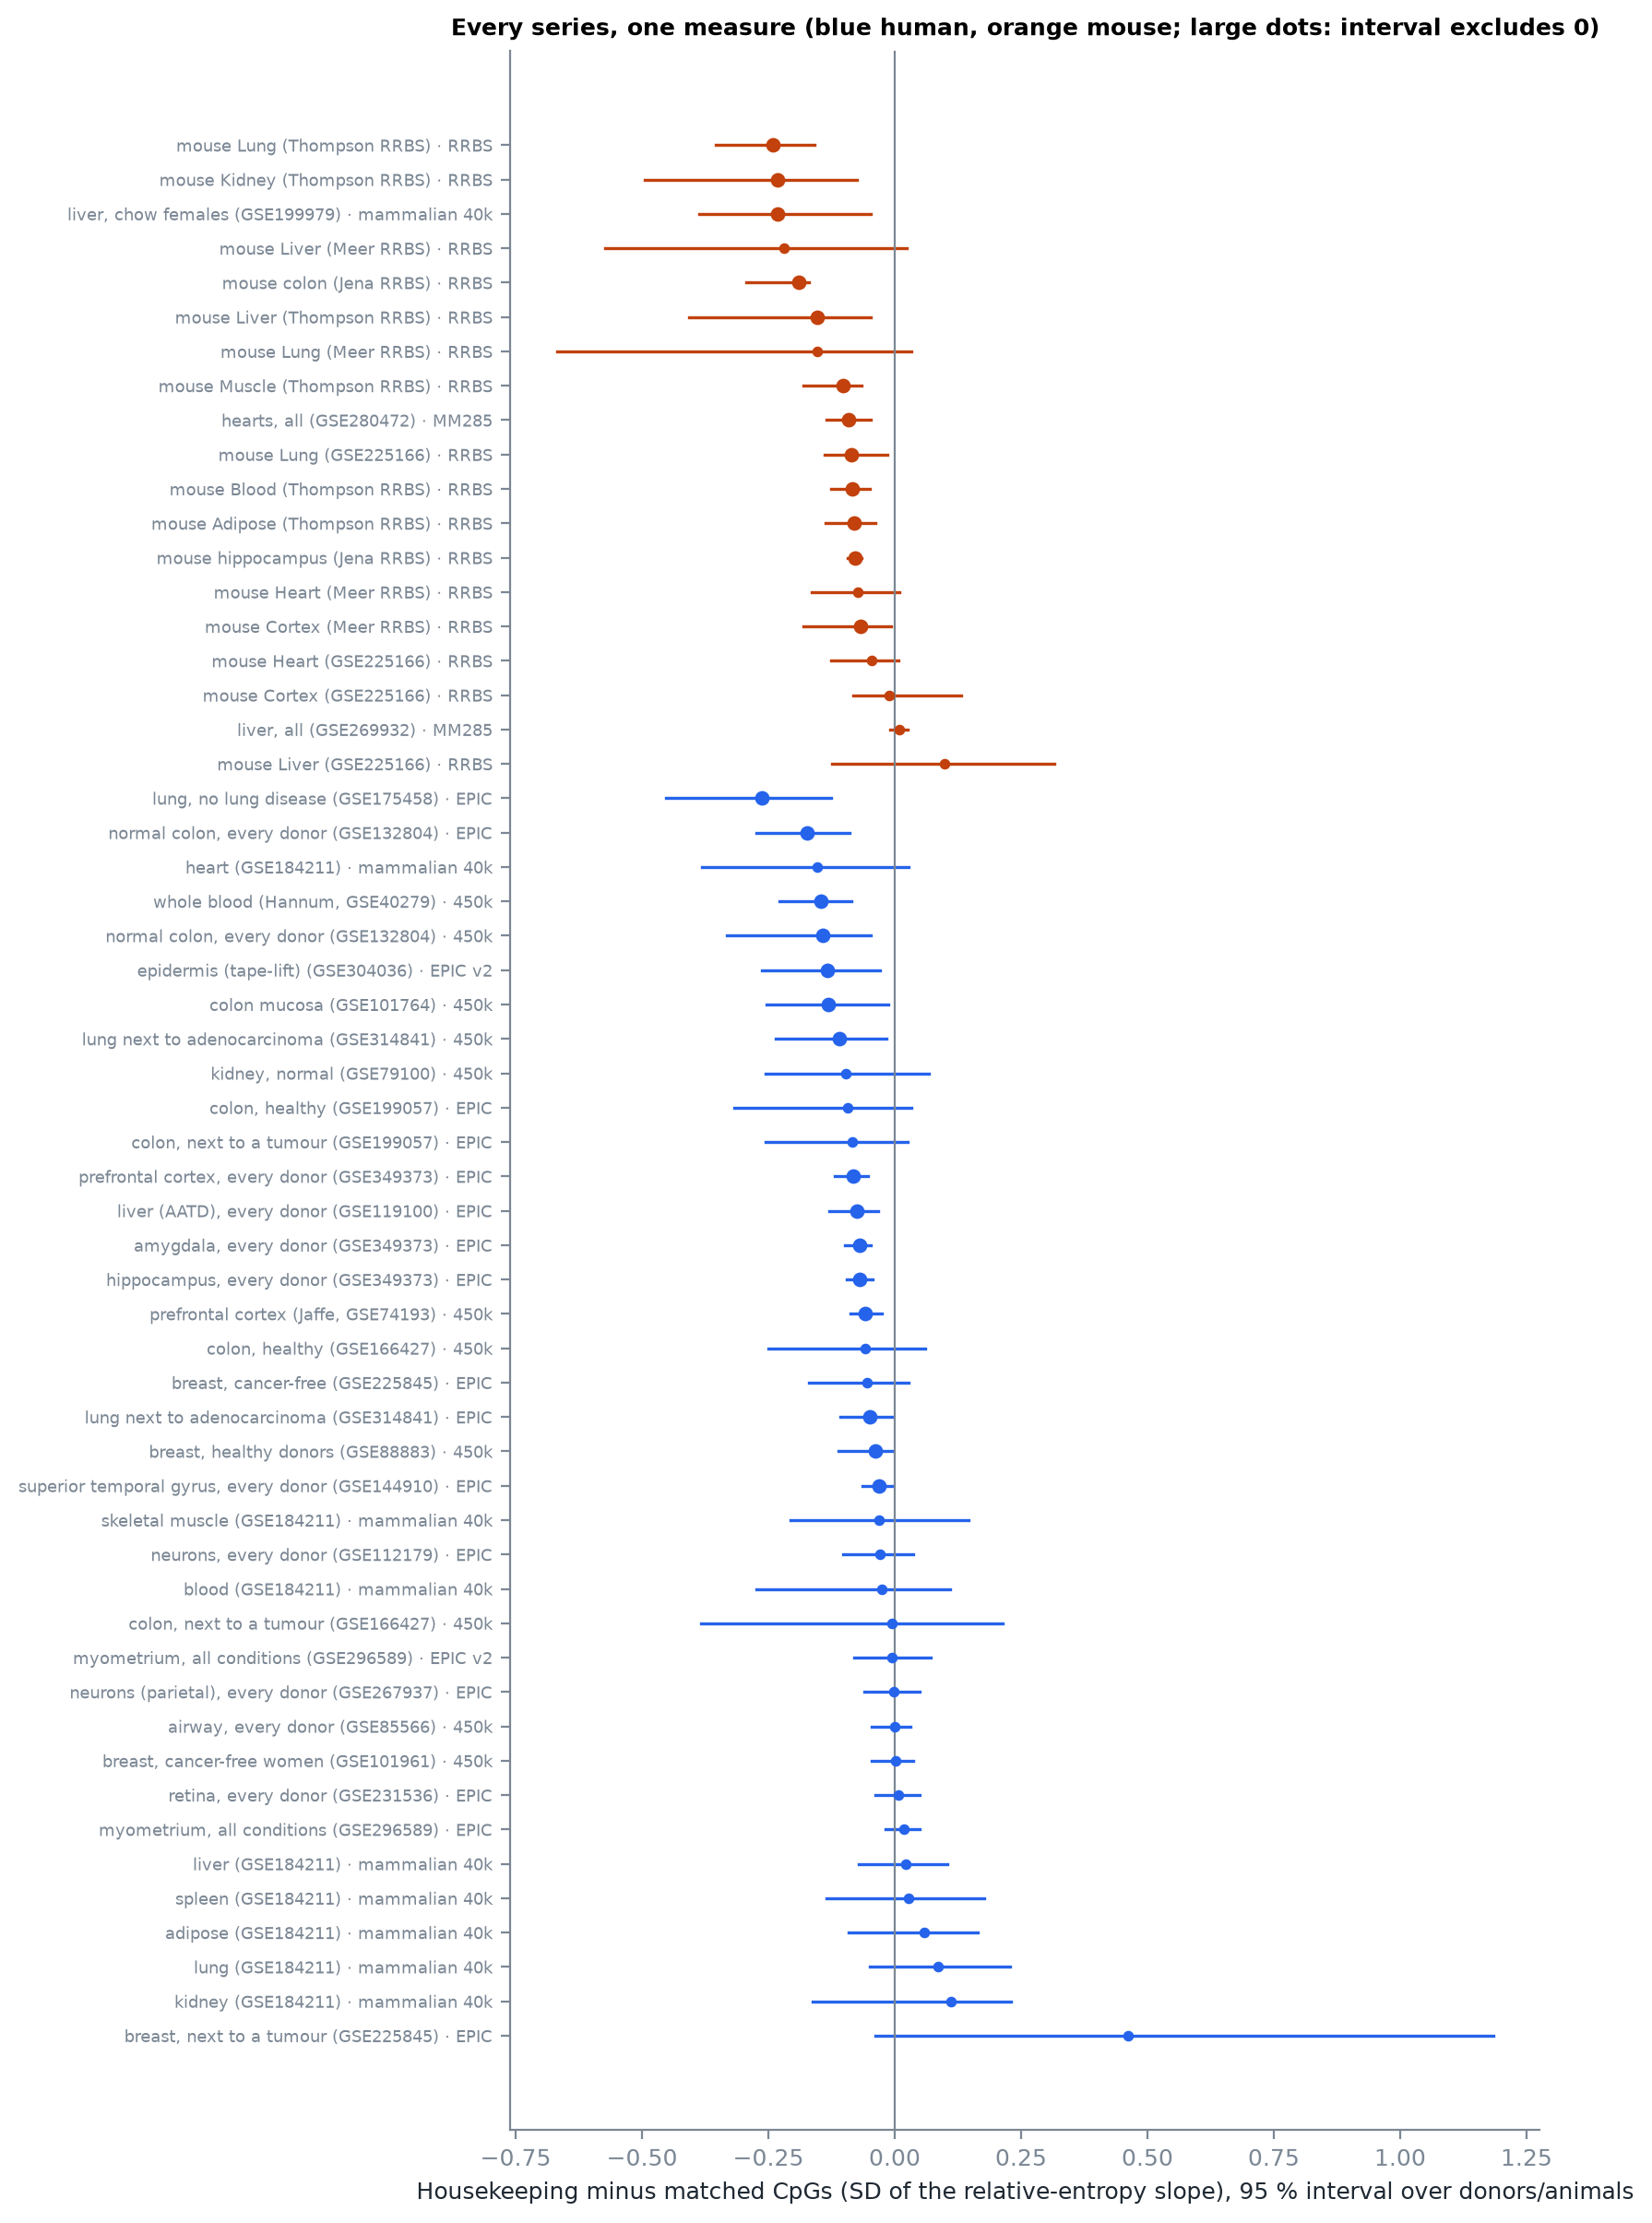 Every series, one measure (blue human, orange mouse; large dots: interval excludes 0)
mouse Lung (Thompson RRBS) · RRBS
mouse Kidney (Thompson RRBS) · RRBS
liver, chow females (GSE199979) · mammalian 40k
mouse Liver (Meer RRBS) · RRBS
mouse colon (Jena RRBS) · RRBS
mouse Liver (Thompson RRBS) · RRBS
mouse Lung (Meer RRBS) · RRBS
mouse Muscle (Thompson RRBS) · RRBS
hearts, all (GSE280472) · MM285
mouse Lung (GSE225166) · RRBS
mouse Blood (Thompson RRBS) · RRBS
mouse Adipose (Thompson RRBS) · RRBS
mouse hippocampus (Jena RRBS) · RRBS
mouse Heart (Meer RRBS) · RRBS
mouse Cortex (Meer RRBS) · RRBS
mouse Heart (GSE225166) · RRBS
mouse Cortex (GSE225166) · RRBS
liver, all (GSE269932) · MM285
mouse Liver (GSE225166) · RRBS
lung, no lung disease (GSE175458) · EPIC
normal colon, every donor (GSE132804) · EPIC
heart (GSE184211) · mammalian 40k
whole blood (Hannum, GSE40279) · 450k
normal colon, every donor (GSE132804) · 450k
epidermis (tape-lift) (GSE304036) · EPIC v2
colon mucosa (GSE101764) · 450k
lung next to adenocarcinoma (GSE314841) · 450k
kidney, normal (GSE79100) · 450k
colon, healthy (GSE199057) · EPIC
colon, next to a tumour (GSE199057) · EPIC
prefrontal cortex, every donor (GSE349373) · EPIC
liver (AATD), every donor (GSE119100) · EPIC
amygdala, every donor (GSE349373) · EPIC
hippocampus, every donor (GSE349373) · EPIC
prefrontal cortex (Jaffe, GSE74193) · 450k
colon, healthy (GSE166427) · 450k
breast, cancer-free (GSE225845) · EPIC
lung next to adenocarcinoma (GSE314841) · EPIC
breast, healthy donors (GSE88883) · 450k
superior temporal gyrus, every donor (GSE144910) · EPIC
skeletal muscle (GSE184211) · mammalian 40k
neurons, every donor (GSE112179) · EPIC
blood (GSE184211) · mammalian 40k
colon, next to a tumour (GSE166427) · 450k
myometrium, all conditions (GSE296589) · EPIC v2
neurons (parietal), every donor (GSE267937) · EPIC
airway, every donor (GSE85566) · 450k
breast, cancer-free women (GSE101961) · 450k
retina, every donor (GSE231536) · EPIC
myometrium, all conditions (GSE296589) · EPIC
liver (GSE184211) · mammalian 40k
spleen (GSE184211) · mammalian 40k
adipose (GSE184211) · mammalian 40k
lung (GSE184211) · mammalian 40k
kidney (GSE184211) · mammalian 40k
breast, next to a tumour (GSE225845) · EPIC
−0.75 −0.50 −0.25 0.00 0.25 0.50 0.75 1.00 1.25
Housekeeping minus matched CpGs (SD of the relative-entropy slope), 95 % interval over donors/animals